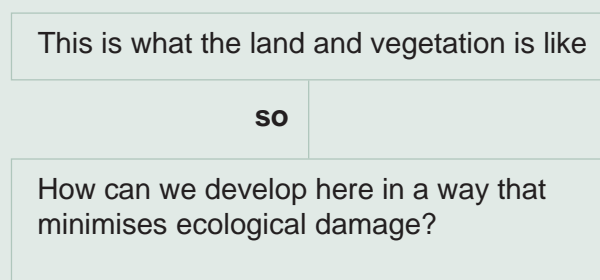 This is what the land and vegetation is like
so
How can we develop here in a way that
minimises ecological damage?